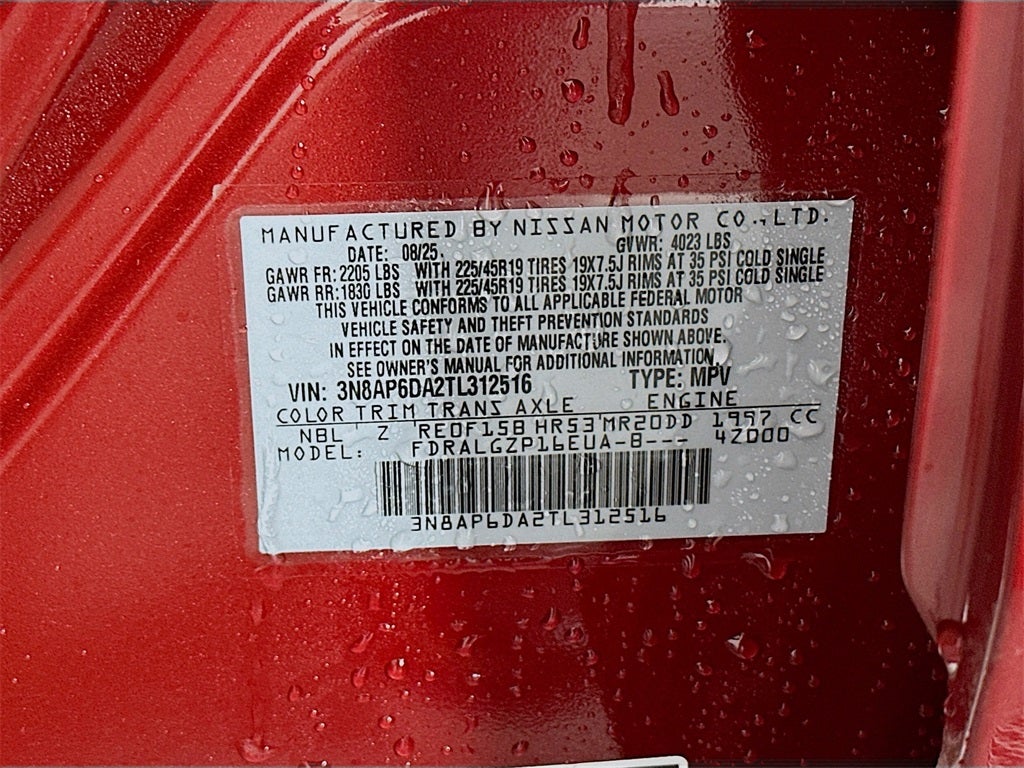 MANUFACTURED BY NISSAN MOTOR CO., LTD.
DATE: 08/25. GVWR: 4023 LBS
GAWR FR: 2205 LBS WITH 225/45R19 TIRES 19X7.5J RIMS AT 35 PSI COLD SINGLE
GAWR RR: 1830 LBS WITH 225/45R19 TIRES 19X7.5J RIMS AT 35 PSI COLD SINGLE
THIS VEHICLE CONFORMS TO ALL APPLICABLE FEDERAL MOTOR
VEHICLE SAFETY AND THEFT PREVENTION STANDARDS
IN EFFECT ON THE DATE OF MANUFACTURE SHOWN ABOVE.
SEE OWNER'S MANUAL FOR ADDITIONAL INFORMATION.
VIN: 3N8AP6DA2TL312516 TYPE: MPV
COLOR TRIM TRANS AXLE ENGINE
NBL Z RE0F15B HR53 MR20DD 1997 CC
MODEL: FDRALGZP16EUA-B--- 4Z000
3N8AP6DA2TL312516